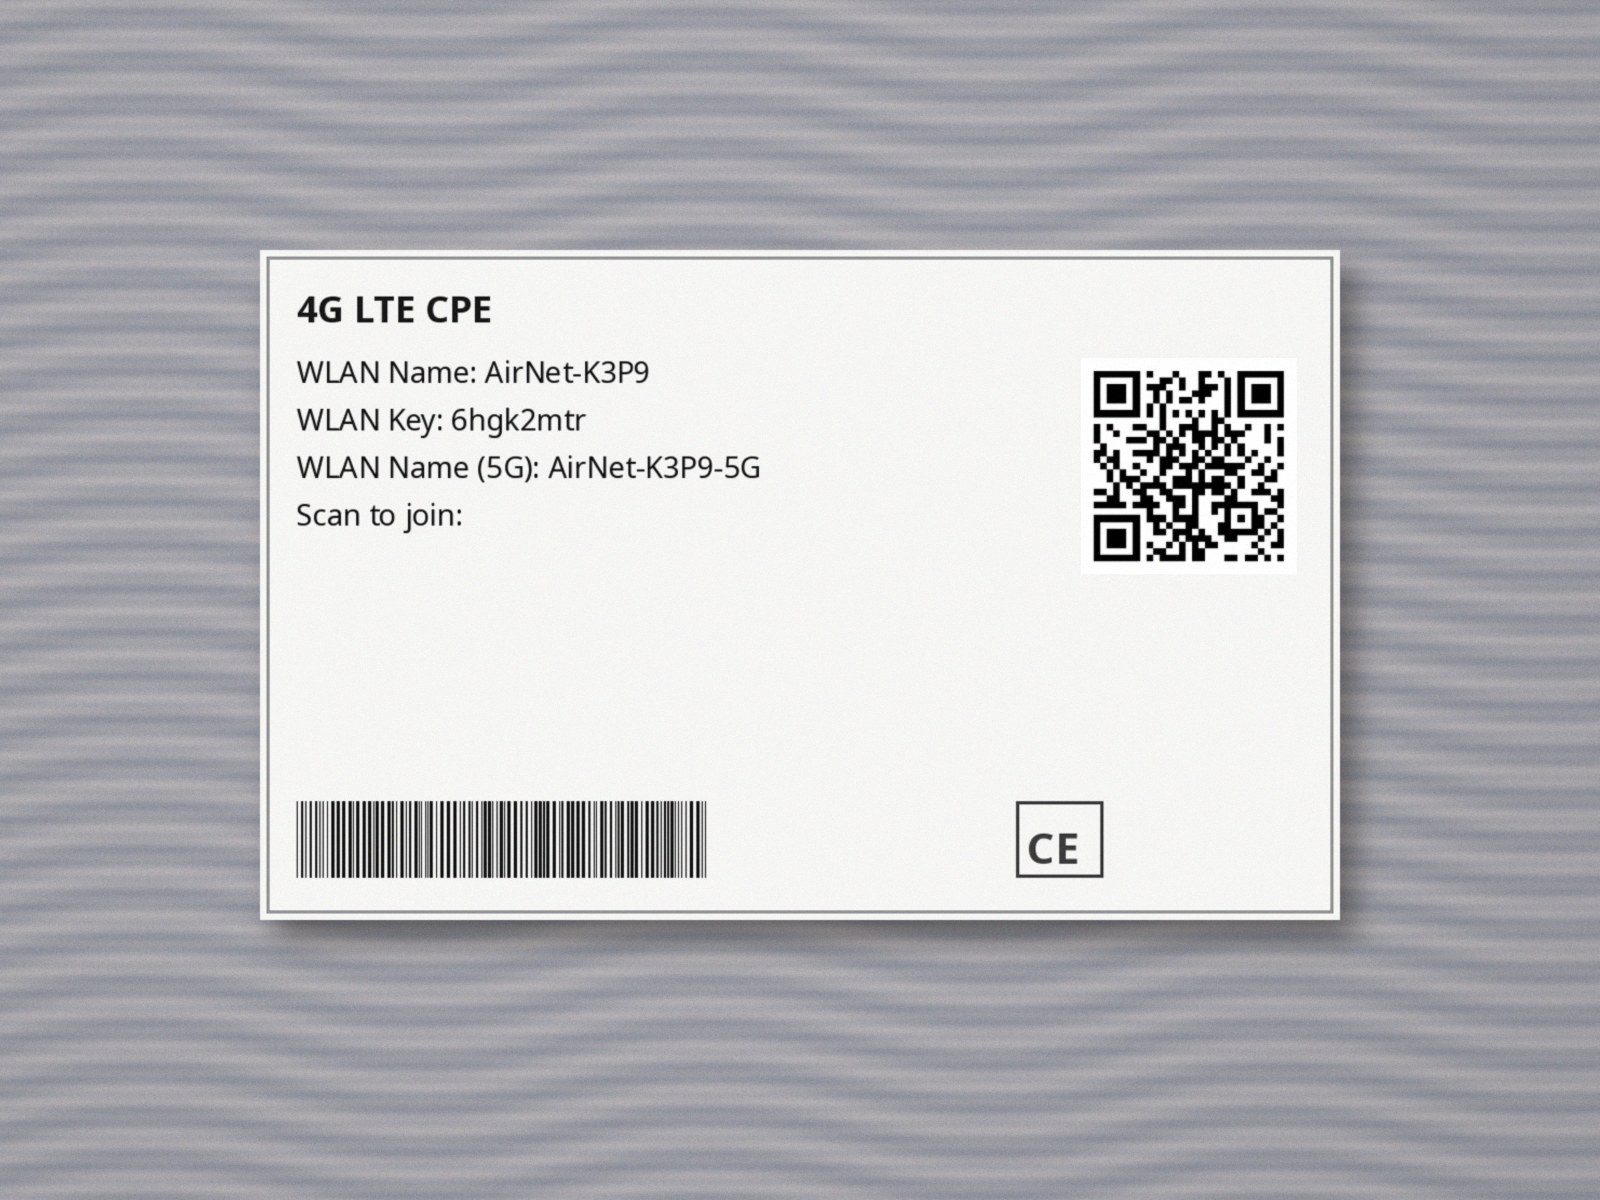 4G LTE CPE
WLAN Name: AirNet-K3P9
WLAN Key: 6hgk2mtr
WLAN Name (5G): AirNet-K3P9-5G
Scan to join:
CE